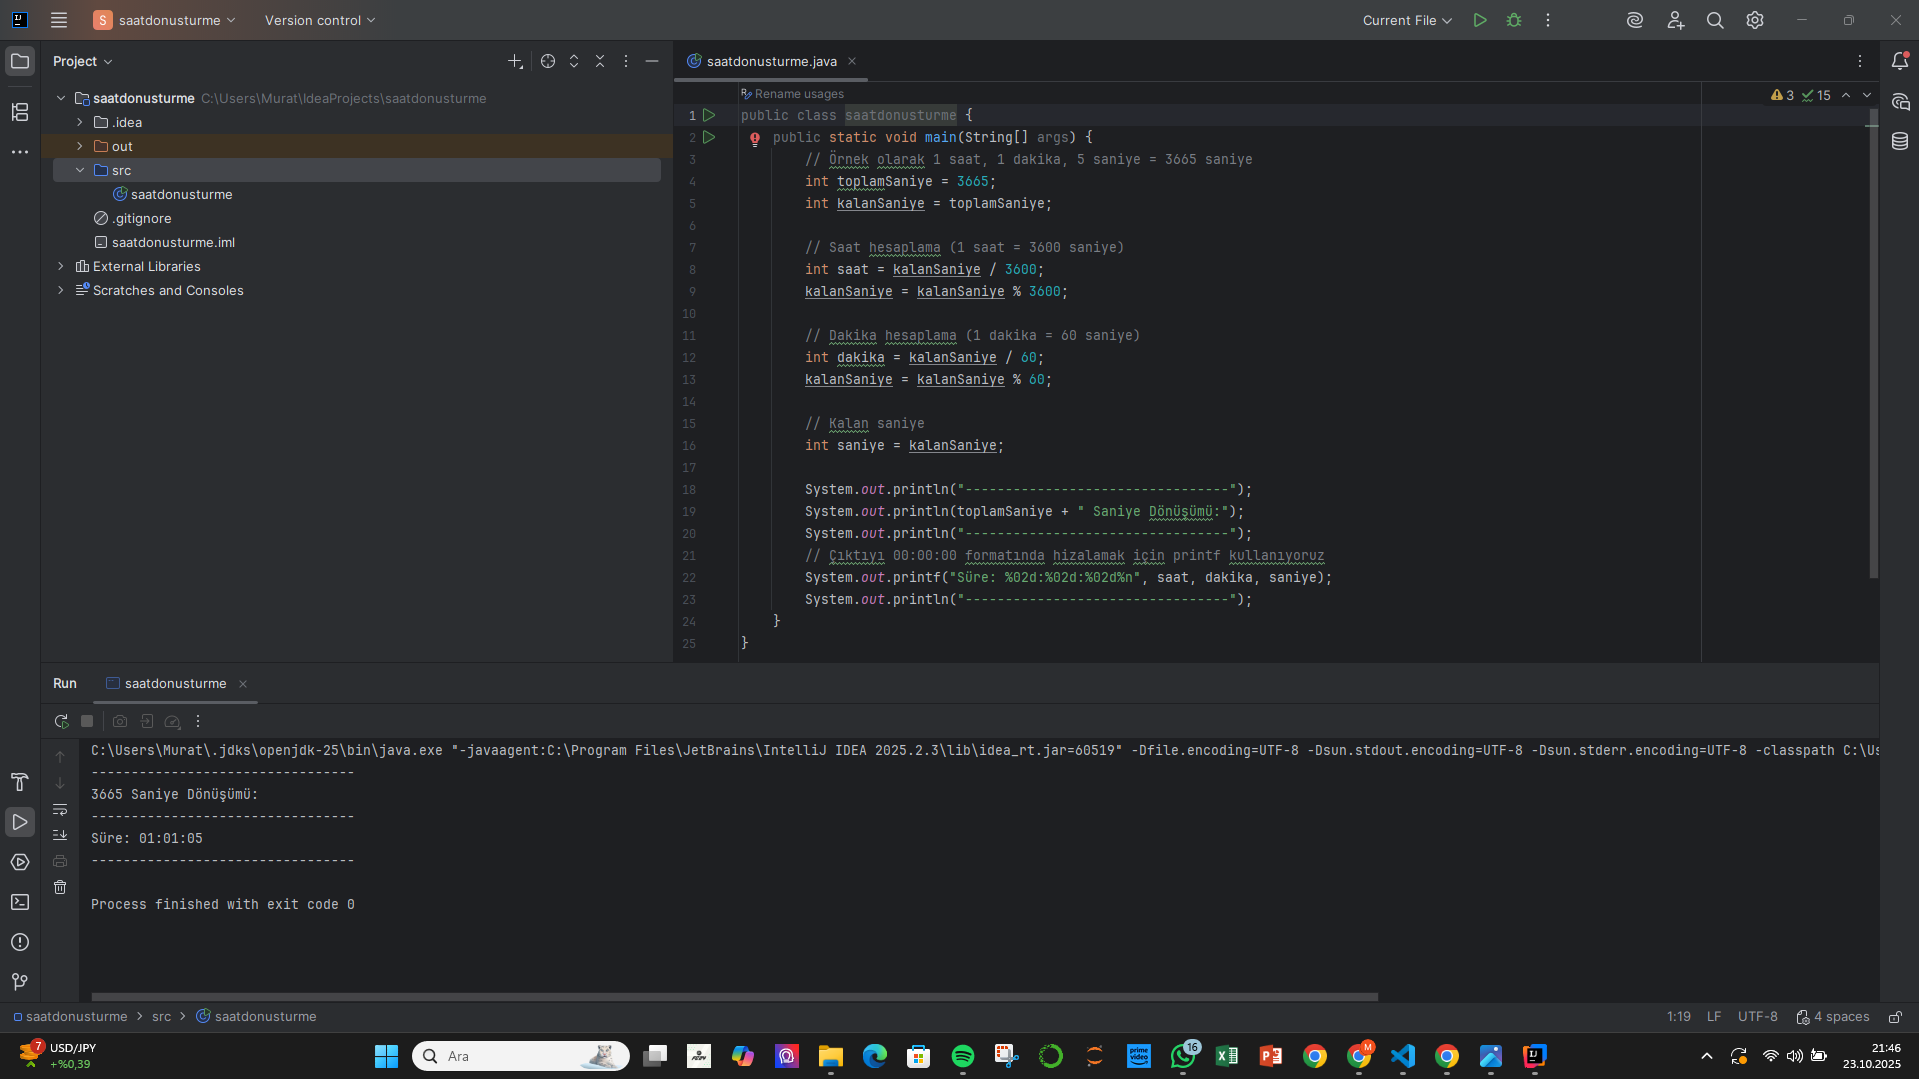 S saatdonusturme Version control Current File
Project
saatdonusturme.java
saatdonusturme C:\Users\Murat\IdeaProjects\saatdonusturme
.idea
out
src
saatdonusturme
.gitignore
saatdonusturme.iml
External Libraries
Scratches and Consoles
Rename usages
3 15
1 public class saatdonusturme {
2 public static void main(String[] args) {
3 // Örnek olarak 1 saat, 1 dakika, 5 saniye = 3665 saniye
4 int toplamSaniye = 3665;
5 int kalanSaniye = toplamSaniye;
6
7 // Saat hesaplama (1 saat = 3600 saniye)
8 int saat = kalanSaniye / 3600;
9 kalanSaniye = kalanSaniye % 3600;
10
11 // Dakika hesaplama (1 dakika = 60 saniye)
12 int dakika = kalanSaniye / 60;
13 kalanSaniye = kalanSaniye % 60;
14
15 // Kalan saniye
16 int saniye = kalanSaniye;
17
18 System.out.println("---------------------------------");
19 System.out.println(toplamSaniye + " Saniye Dönüşümü:");
20 System.out.println("---------------------------------");
21 // Çıktıyı 00:00:00 formatında hizalamak için printf kullanıyoruz
22 System.out.printf("Süre: %02d:%02d:%02d%n", saat, dakika, saniye);
23 System.out.println("---------------------------------");
24 }
25 }
Run saatdonusturme
C:\Users\Murat\.jdks\openjdk-25\bin\java.exe "-javaagent:C:\Program Files\JetBrains\IntelliJ IDEA 2025.2.3\lib\idea_rt.jar=60519" -Dfile.encoding=UTF-8 -Dsun.stdout.encoding=UTF-8 -Dsun.stderr.encoding=UTF-8 -classpath C:\Us
---------------------------------
3665 Saniye Dönüşümü:
---------------------------------
Süre: 01:01:05
---------------------------------
Process finished with exit code 0
saatdonusturme > src > saatdonusturme
1:19 LF UTF-8 4 spaces
7 USD/JPY
+%0,39
Ara
prime video
16
M
21:46
23.10.2025